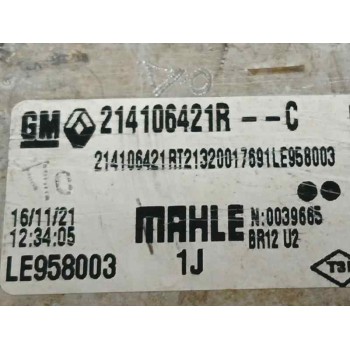 GM 214106421R--C
214106421RT21320017691LE958003
16/11/21 MAHLE N:0039665
12:34:05 BR12 U2
LE958003 1J